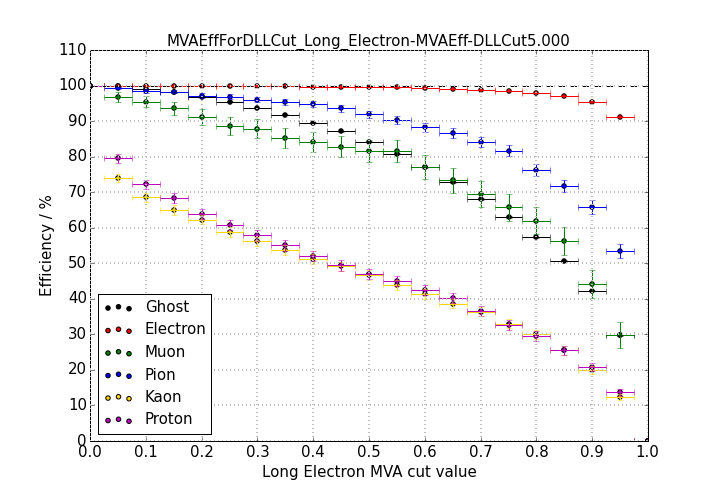 MVAEffForDLLCut_Long_Electron-MVAEff-DLLCut5.000
110
100
90
80
70
60
50
40
30
20
10
0
Efficiency / %
Ghost
Electron
Muon
Pion
Kaon
Proton
0.0 0.1 0.2 0.3 0.4 0.5 0.6 0.7 0.8 0.9 1.0
Long Electron MVA cut value